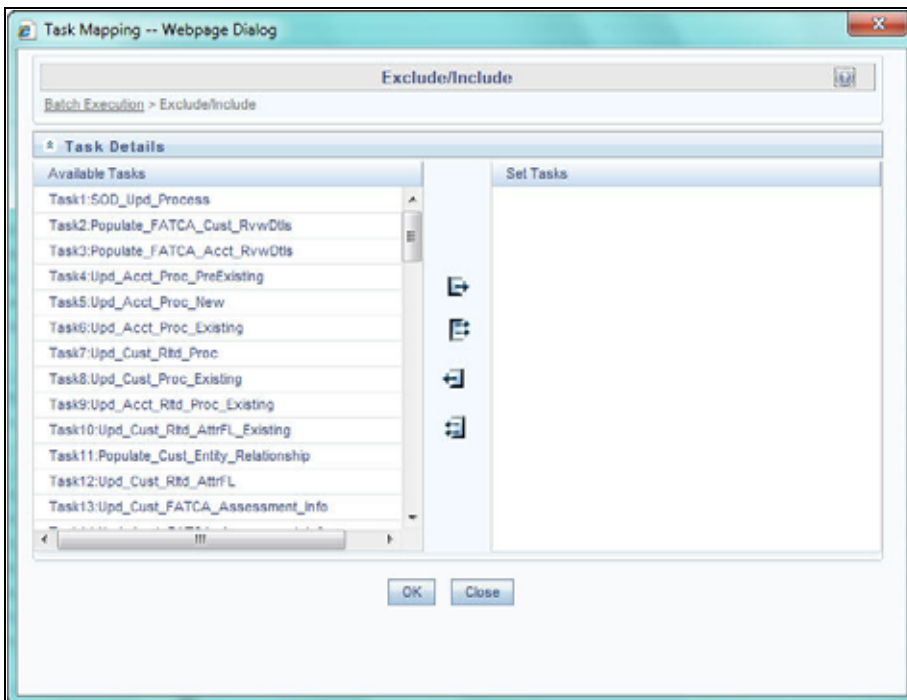 Task Mapping -- Webpage Dialog
Exclude/Include
Batch Execution > Exclude/Include
Task Details
Available Tasks
Set Tasks
Task1:SOD_Upd_Process
Task2:Populate_FATCA_Cust_RvwDtls
Task3:Populate_FATCA_Acct_RvwDtls
Task4:Upd_Acct_Proc_PreExisting
Task5:Upd_Acct_Proc_New
Task6:Upd_Acct_Proc_Existing
Task7:Upd_Cust_Rltd_Proc
Task8:Upd_Cust_Proc_Existing
Task9:Upd_Acct_Rltd_Proc_Existing
Task10:Upd_Cust_Rltd_AttrFL_Existing
Task11:Populate_Cust_Entity_Relationship
Task12:Upd_Cust_Rltd_AttrFL
Task13:Upd_Cust_FATCA_Assessment_Info
OK
Close